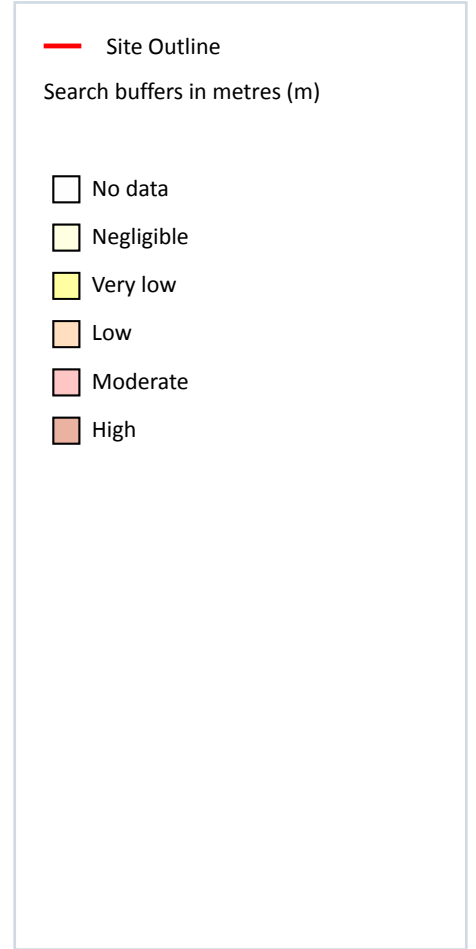 Site Outline
Search buffers in metres (m)
No data
Negligible
Very low
Low
Moderate
High